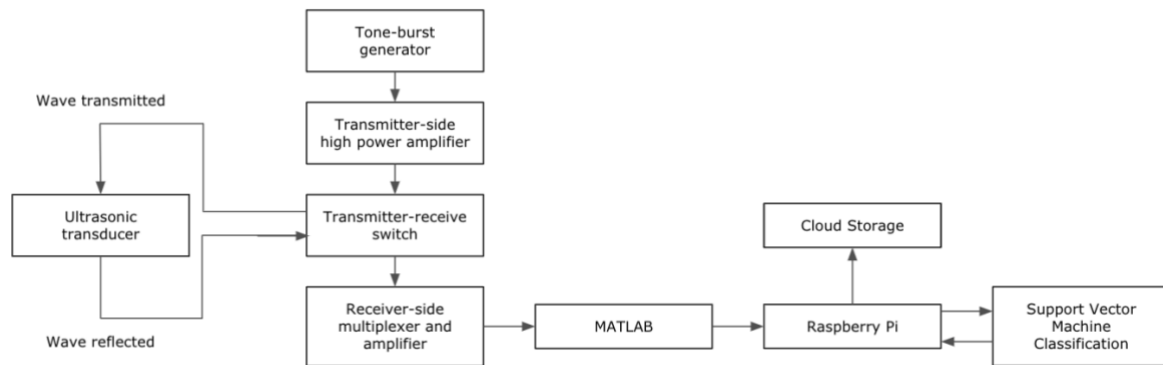 Tone-burst
generator
Wave transmitted
Transmitter-side
high power amplifier
Ultrasonic
transducer
Transmitter-receive
switch
Cloud Storage
Wave reflected
Receiver-side
multiplexer and
amplifier
MATLAB
Raspberry Pi
Support Vector
Machine
Classification